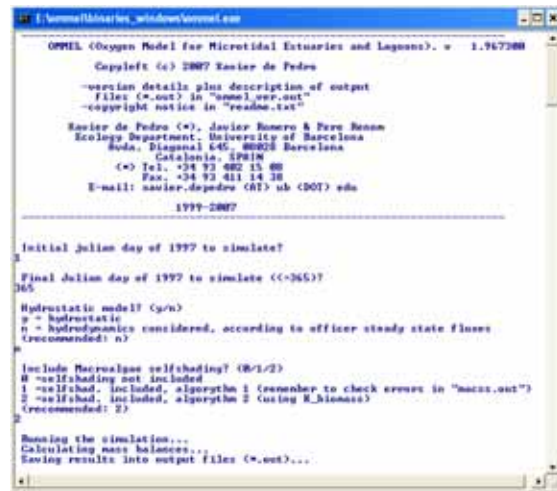 E:\ommel\binaries_windows\ommel.exe
OMMEL (Oxygen Model for Microtidal Estuaries and Lagoons). v 1.967300
Copyleft (c) 2007 Xavier de Pedro
-version details plus description of output
files (*.out) in "ommel_ver.out"
-copyright notice in "readme.txt"
Xavier de Pedro (*), Javier Romero & Pere Renom
Ecology Department. University of Barcelona
Avda. Diagonal 645. 08028 Barcelona
Catalonia. SPAIN
(*) Tel. +34 93 402 15 08
Fax. +34 93 411 14 38
E-mail: xavier.depedro (AT) ub (DOT) edu
1999-2007
Initial julian day of 1997 to simulate?
1
Final Julian day of 1997 to simulate (<=365)?
365
Hydrostatic model? (y/n)
y = hydrostatic
n = hydrodynamics considered, according to officer steady state fluxes
(recommended: n)
n
Include Macroalgae selfshading? (0/1/2)
0 =selfshading not included
1 =selfshad. included, algorythm 1 (remember to check errors in "macss.out")
2 =selfshad. included, algorythm 2 (using K_biomass)
(recommended: 2)
2
Running the simulation...
Calculating mass balances...
Saving results into output files (*.out)...